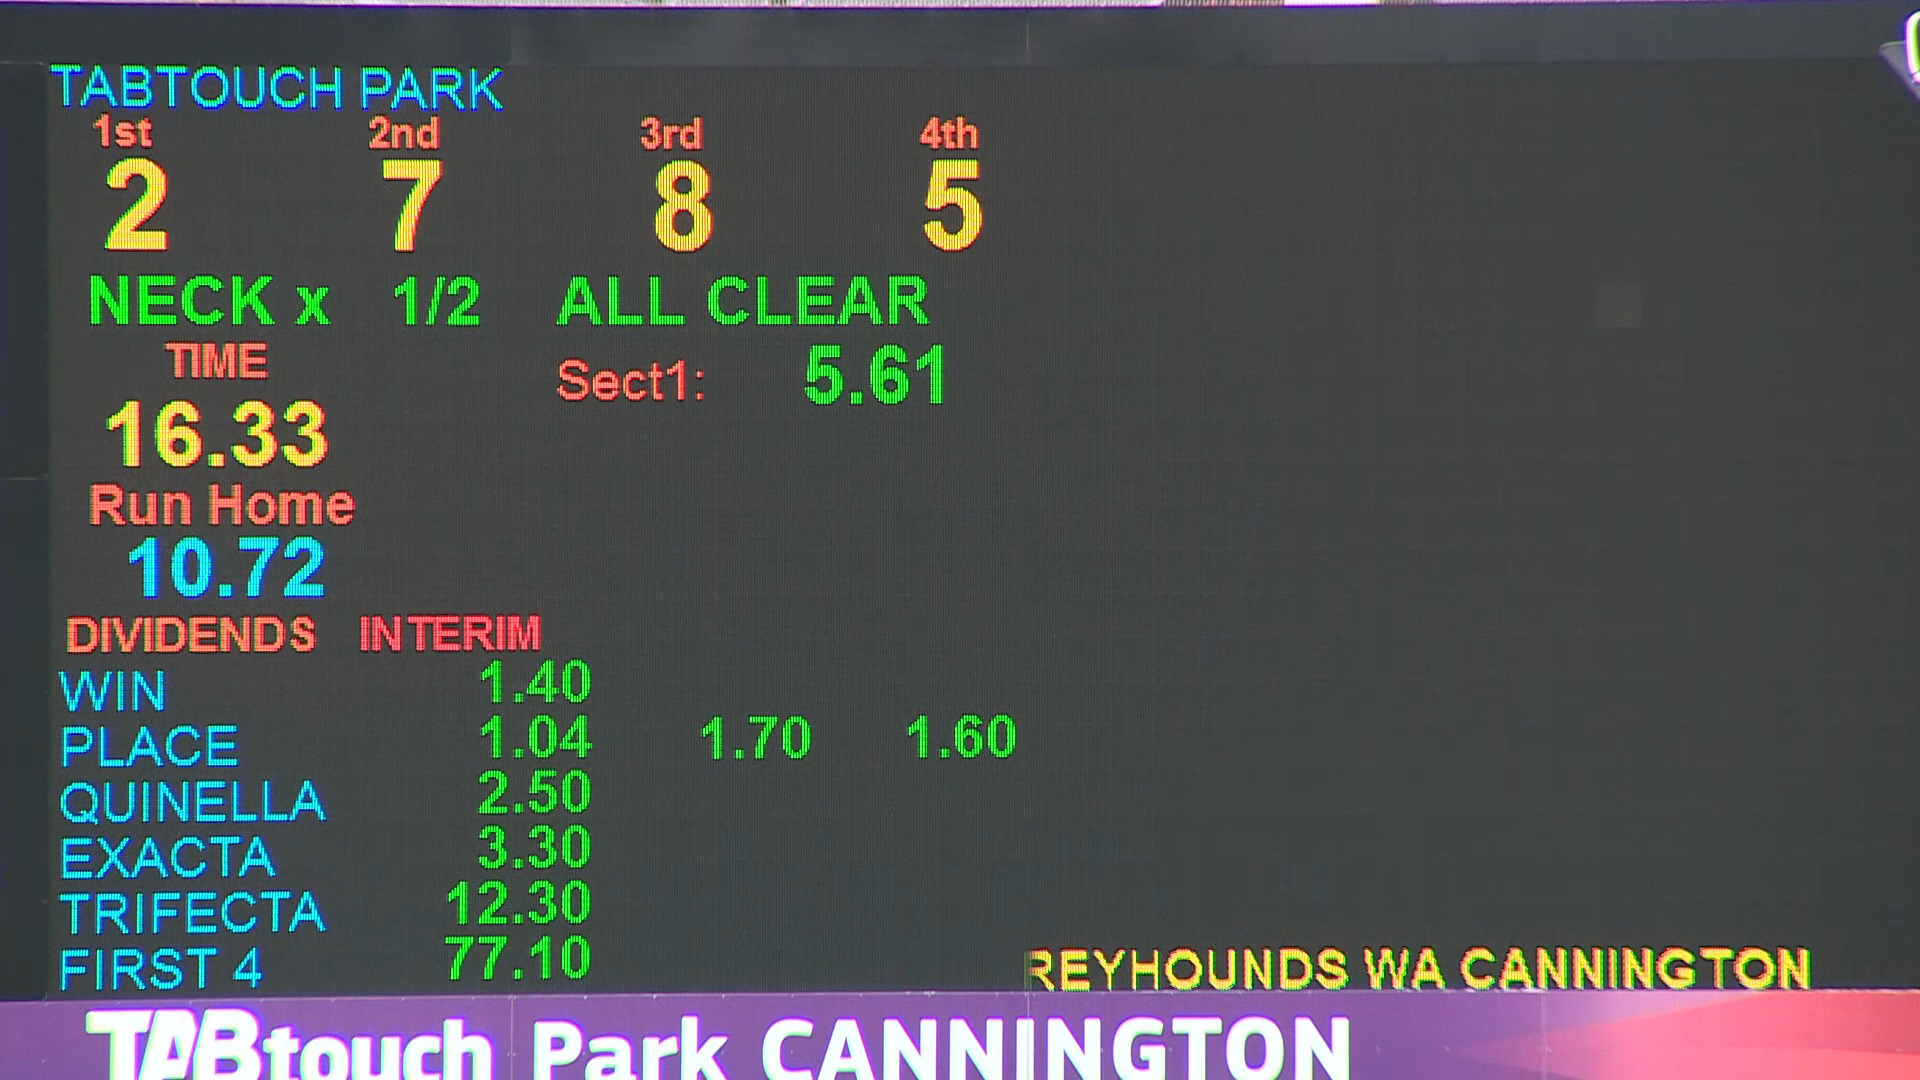 TABTOUCH PARK
1st 2nd 3rd 4th
2 7 8 5
NECK x 1/2 ALL CLEAR
TIME Sect1: 5.61
16.33
Run Home
10.72
DIVIDENDS INTERIM
WIN 1.40
PLACE 1.04 1.70 1.60
QUINELLA 2.50
EXACTA 3.30
TRIFECTA 12.30
FIRST 4 77.10
REYHOUNDS WA CANNINGTON
TABtouch Park CANNINGTON